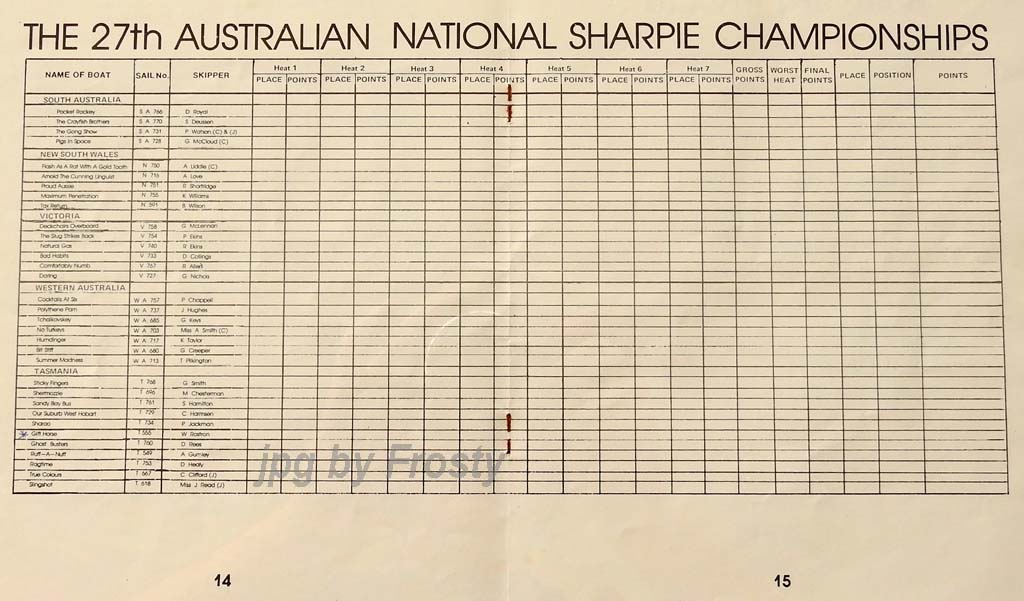 THE 27th AUSTRALIAN NATIONAL SHARPIE CHAMPIONSHIPS
NAME OF BOAT SAIL No. SKIPPER Heat 1 Heat 2 Heat 3 Heat 4 Heat 5 Heat 6 Heat 7 GROSS POINTS WORST HEAT FINAL POINTS PLACE POSITION POINTS
PLACE POINTS PLACE POINTS PLACE POINTS PLACE POINTS PLACE POINTS PLACE POINTS PLACE POINTS
SOUTH AUSTRALIA
Pocket Rockey S A 766 D Royal
The Crayfish Brothers S A 770 S Deussen
The Gong Show S A 731 P Watson (C) & (J)
Pigs In Space S A 728 G McCloud (C)
NEW SOUTH WALES
Flash As A Rat With A Gold Tooth N 750 A Liddle (C)
Arnold The Cunning Linguist N 716 A Love
Proud Aussie N 751 R Shortridge
Maximum Penetration N 755 K Williams
Tax Return N 591 B Wilson
VICTORIA
Deckchairs Overboard V 758 G McLennan
The Slug Strikes Back V 754 P Ekins
Natural Gas V 740 R Ekins
Bad Habits V 733 D Collings
Comfortably Numb V 767 R Allen
Daring V 727 G Nicholas
WESTERN AUSTRALIA
Cocktails At Six W A 757 P Chappell
Polythene Pam W A 737 J Hughes
Tchaikovskey W A 685 G Keys
No Turkeys W A 703 Miss A Smith (C)
Humdinger W A 717 K Taylor
Bit Stiff W A 680 G Creeper
Summer Madness W A 713 T Pilkington
TASMANIA
Sticky Fingers T 768 G Smith
Shermozzle T 696 M Chesterman
Sandy Bay Bus T 761 S Hamilton
Our Suburb West Hobart T 729 C Harmsen
Sharoo T 734 P Jackman
Gift Horse T 555 W Rostron
Ghost Busters T 760 D Rees
Ruff-A-Nuff T 549 A Gumley
Ragtime T 753 D Healy
True Colours T 667 C Clifford (J)
Slingshot T 618 Miss J Read (J)
jpg by Frosty
14 15